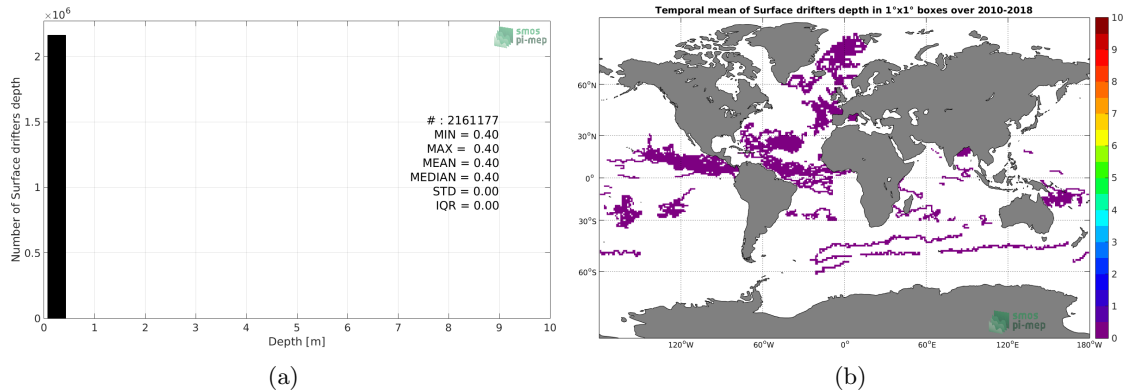 ×10⁶
2
1.5
1
0.5
0
Number of Surface drifters depth
smos
pi-mep
# : 2161177
MIN = 0.40
MAX = 0.40
MEAN = 0.40
MEDIAN = 0.40
STD = 0.00
IQR = 0.00
0 1 2 3 4 5 6 7 8 9 10
Depth [m]
(a)
Temporal mean of Surface drifters depth in 1°x1° boxes over 2010-2018
60°N
30°N
15°N
0°
15°S
30°S
60°S
120°W 60°W 0° 60°E 120°E 180°W
smos
pi-mep
10
9
8
7
6
5
4
3
2
1
0
(b)